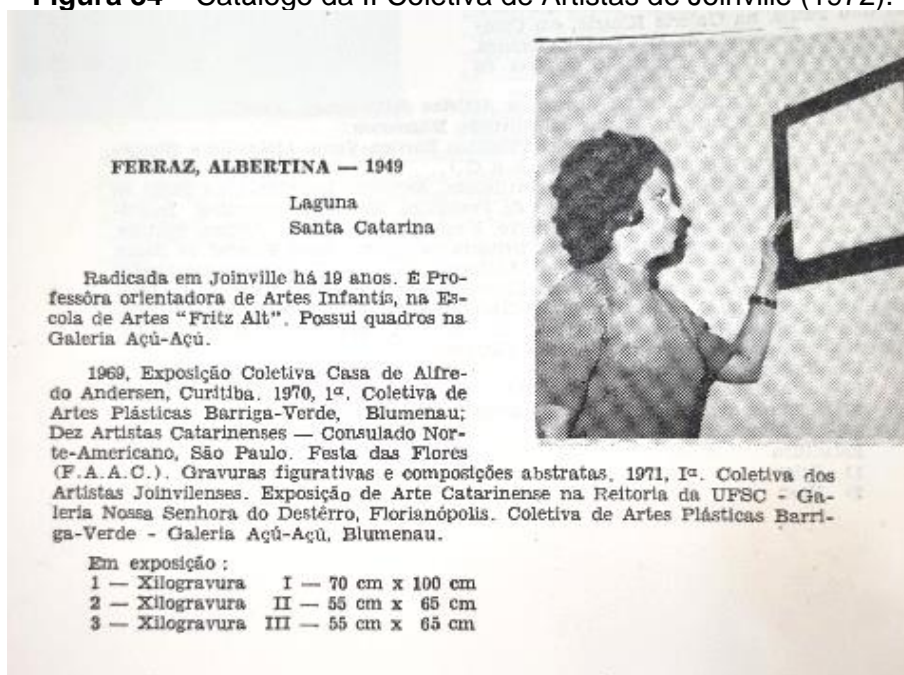 Figura 34 – Catálogo da II Coletiva de Artistas de Joinville (1972).
FERRAZ, ALBERTINA — 1949
Laguna
Santa Catarina
Radicada em Joinville há 19 anos. É Pro-
fessôra orientadora de Artes Infantis, na Es-
cola de Artes "Fritz Alt". Possui quadros na
Galeria Açú-Açú.
1969, Exposição Coletiva Casa de Alfre-
do Andersen, Curitiba. 1970, 1ª. Coletiva de
Artes Plásticas Barriga-Verde, Blumenau;
Dez Artistas Catarinenses — Consulado Nor-
te-Americano, São Paulo. Festa das Flores
(F.A.A.C.). Gravuras figurativas e composições abstratas, 1971, Iª. Coletiva dos
Artistas Joinvilenses. Exposição de Arte Catarinense na Reitoria da UFSC - Ga-
leria Nossa Senhora do Destêrro, Florianópolis. Coletiva de Artes Plásticas Barri-
ga-Verde - Galeria Açú-Açú, Blumenau.
Em exposição :
1 — Xilogravura I — 70 cm x 100 cm
2 — Xilogravura II — 55 cm x 65 cm
3 — Xilogravura III — 55 cm x 65 cm